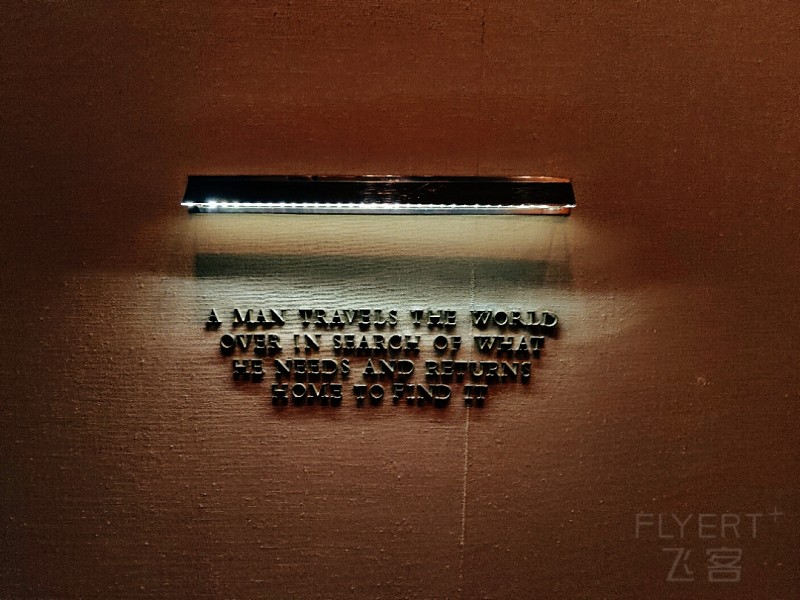 A MAN TRAVELS THE WORLD
OVER IN SEARCH OF WHAT
HE NEEDS AND RETURNS
HOME TO FIND IT
FLYERT+
飞客